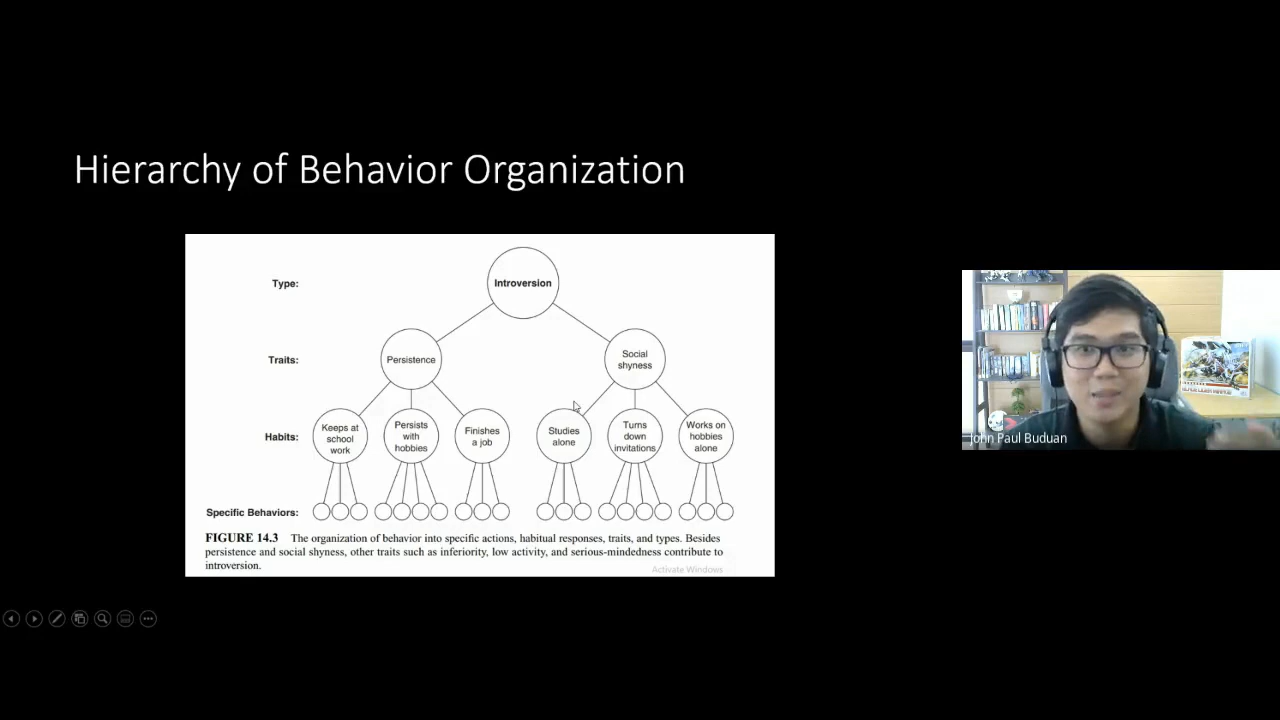 Hierarchy of Behavior Organization
Type:
Introversion
Traits:
Persistence
Social
shyness
Habits:
Keeps at
school
work
Persists
with
hobbies
Finishes
a job
Studies
alone
Turns
down
invitations
Works on
hobbies
alone
Specific Behaviors:
FIGURE 14.3 The organization of behavior into specific actions, habitual responses, traits, and types. Besides
persistence and social shyness, other traits such as inferiority, low activity, and serious-mindedness contribute to
introversion.
Activate Windows
john Paul Buduan